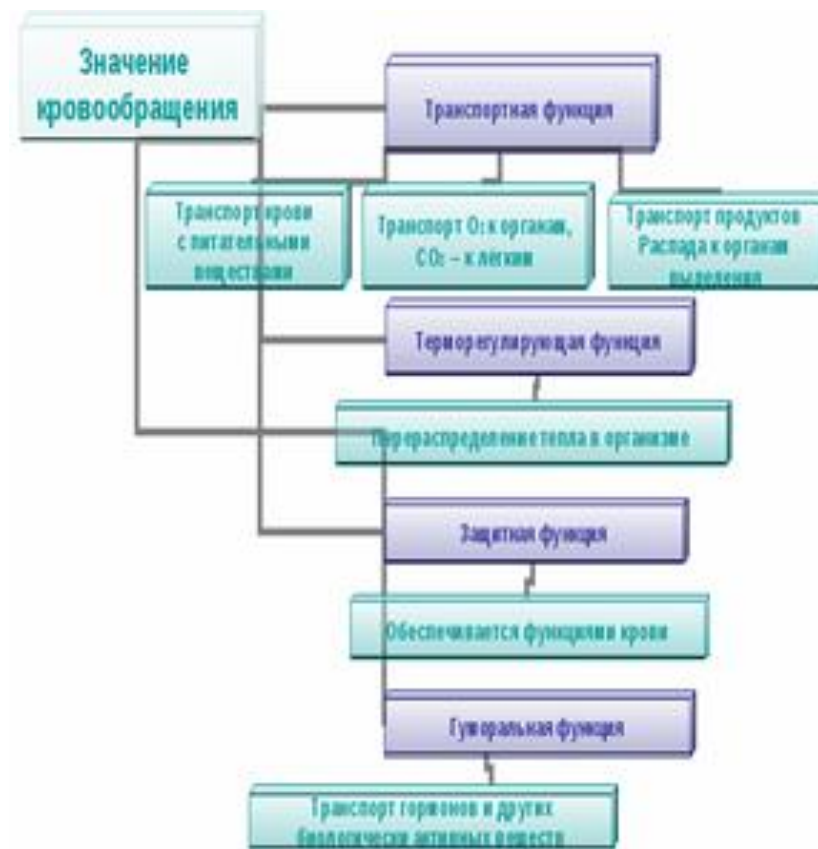 Значение
кровообращения
Транспортная функция
Транспорт крови
с питательными
веществами
Транспорт O₂ к органам,
CO₂ – к лёгким
Транспорт продуктов
Распада к органам
выделения
Терморегулирующая функция
Перераспределение тепла в организме
Защитная функция
Обеспечивается функциями крови
Гуморальная функция
Транспорт гормонов и других
биологически активных веществ